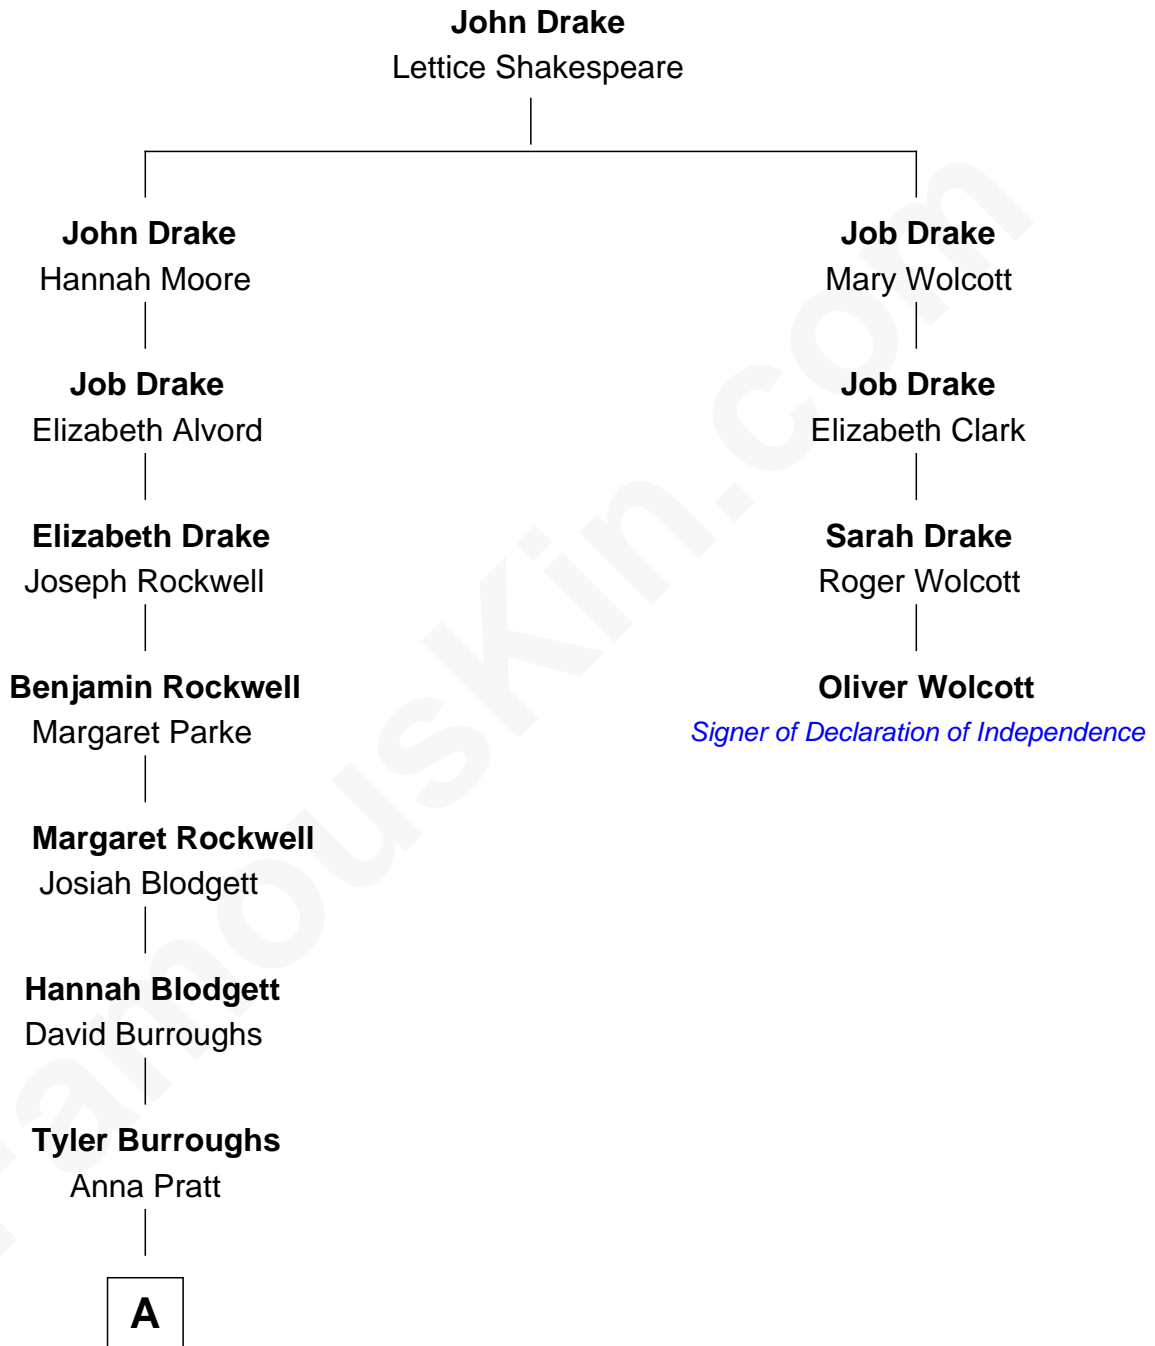 John Drake
Lettice Shakespeare
John Drake
Hannah Moore
Job Drake
Mary Wolcott
Job Drake
Elizabeth Alvord
Job Drake
Elizabeth Clark
Elizabeth Drake
Joseph Rockwell
Sarah Drake
Roger Wolcott
Benjamin Rockwell
Margaret Parke
Oliver Wolcott
Signer of Declaration of Independence
Margaret Rockwell
Josiah Blodgett
Hannah Blodgett
David Burroughs
Tyler Burroughs
Anna Pratt
A
FamousKin.com